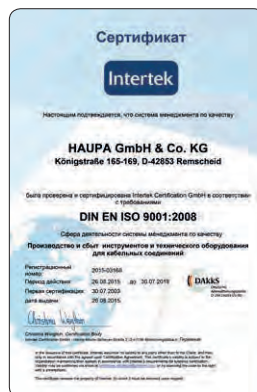 Сертификат
Intertek
Настоящим подтверждается, что система менеджмента по качеству
HAUPA GmbH & Co. KG
Königstraße 165-169, D-42853 Remscheid
была проверена и сертифицирована Intertek Certification GmbH в соответствии
с требованиями
DIN EN ISO 9001:2008
Сфера деятельности системы менеджмента по качеству
Производство и сбыт инструментов и технического оборудования
для кабельных соединений
Регистрационный
номер:
Период действия: 26.08.2015 до 30.07.2018
Первая сертификация: 30.07.2003
дата выдачи 26.08.2015
DAkkS